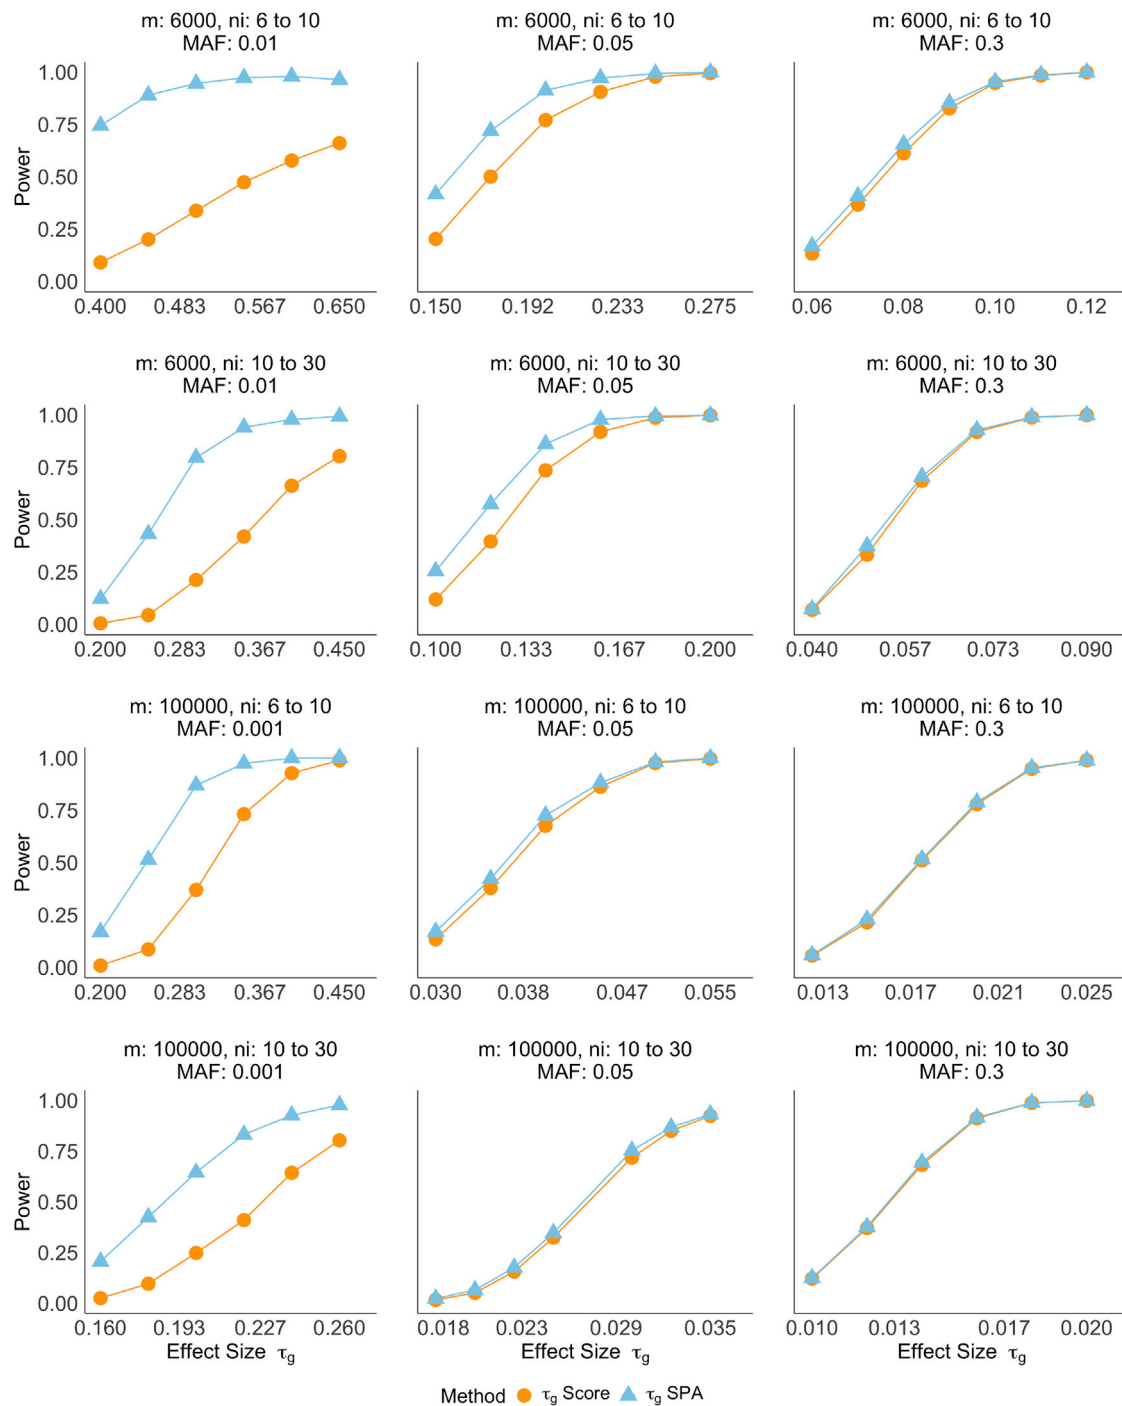 m: 6000, ni: 6 to 10
MAF: 0.01
m: 6000, ni: 6 to 10
MAF: 0.05
m: 6000, ni: 6 to 10
MAF: 0.3
Power
1.00
0.75
0.50
0.25
0.00
0.400 0.483 0.567 0.650
0.150 0.192 0.233 0.275
0.06 0.08 0.10 0.12
m: 6000, ni: 10 to 30
MAF: 0.01
m: 6000, ni: 10 to 30
MAF: 0.05
m: 6000, ni: 10 to 30
MAF: 0.3
Power
1.00
0.75
0.50
0.25
0.00
0.200 0.283 0.367 0.450
0.100 0.133 0.167 0.200
0.040 0.057 0.073 0.090
m: 100000, ni: 6 to 10
MAF: 0.001
m: 100000, ni: 6 to 10
MAF: 0.05
m: 100000, ni: 6 to 10
MAF: 0.3
Power
1.00
0.75
0.50
0.25
0.00
0.200 0.283 0.367 0.450
0.030 0.038 0.047 0.055
0.013 0.017 0.021 0.025
m: 100000, ni: 10 to 30
MAF: 0.001
m: 100000, ni: 10 to 30
MAF: 0.05
m: 100000, ni: 10 to 30
MAF: 0.3
Power
1.00
0.75
0.50
0.25
0.00
0.160 0.193 0.227 0.260
0.018 0.023 0.029 0.035
0.010 0.013 0.017 0.020
Effect Size τg
Effect Size τg
Effect Size τg
Method τg Score τg SPA